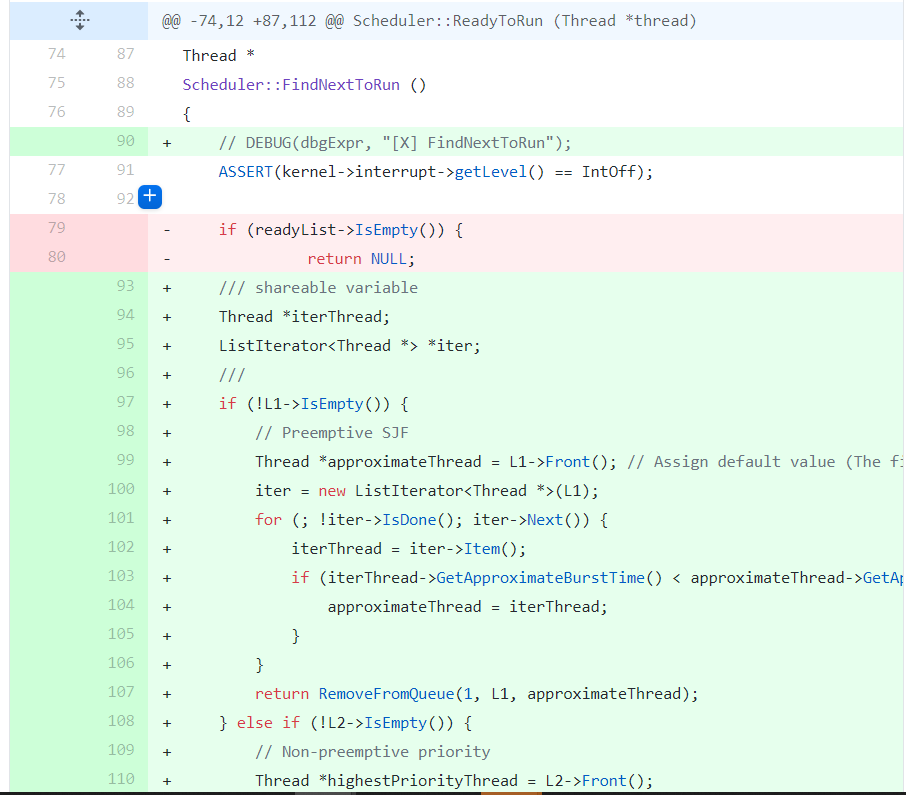 @@ -74,12 +87,112 @@ Scheduler::ReadyToRun (Thread *thread)
74 87 Thread *
75 88 Scheduler::FindNextToRun ()
76 89 {
90 + // DEBUG(dbgExpr, "[X] FindNextToRun");
77 91 ASSERT(kernel->interrupt->getLevel() == IntOff);
78 92 +
79 - if (readyList->IsEmpty()) {
80 - return NULL;
93 + /// shareable variable
94 + Thread *iterThread;
95 + ListIterator<Thread *> *iter;
96 + ///
97 + if (!L1->IsEmpty()) {
98 + // Preemptive SJF
99 + Thread *approximateThread = L1->Front(); // Assign default value (The fi
100 + iter = new ListIterator<Thread *>(L1);
101 + for (; !iter->IsDone(); iter->Next()) {
102 + iterThread = iter->Item();
103 + if (iterThread->GetApproximateBurstTime() < approximateThread->GetAp
104 + approximateThread = iterThread;
105 + }
106 + }
107 + return RemoveFromQueue(1, L1, approximateThread);
108 + } else if (!L2->IsEmpty()) {
109 + // Non-preemptive priority
110 + Thread *highestPriorityThread = L2->Front();